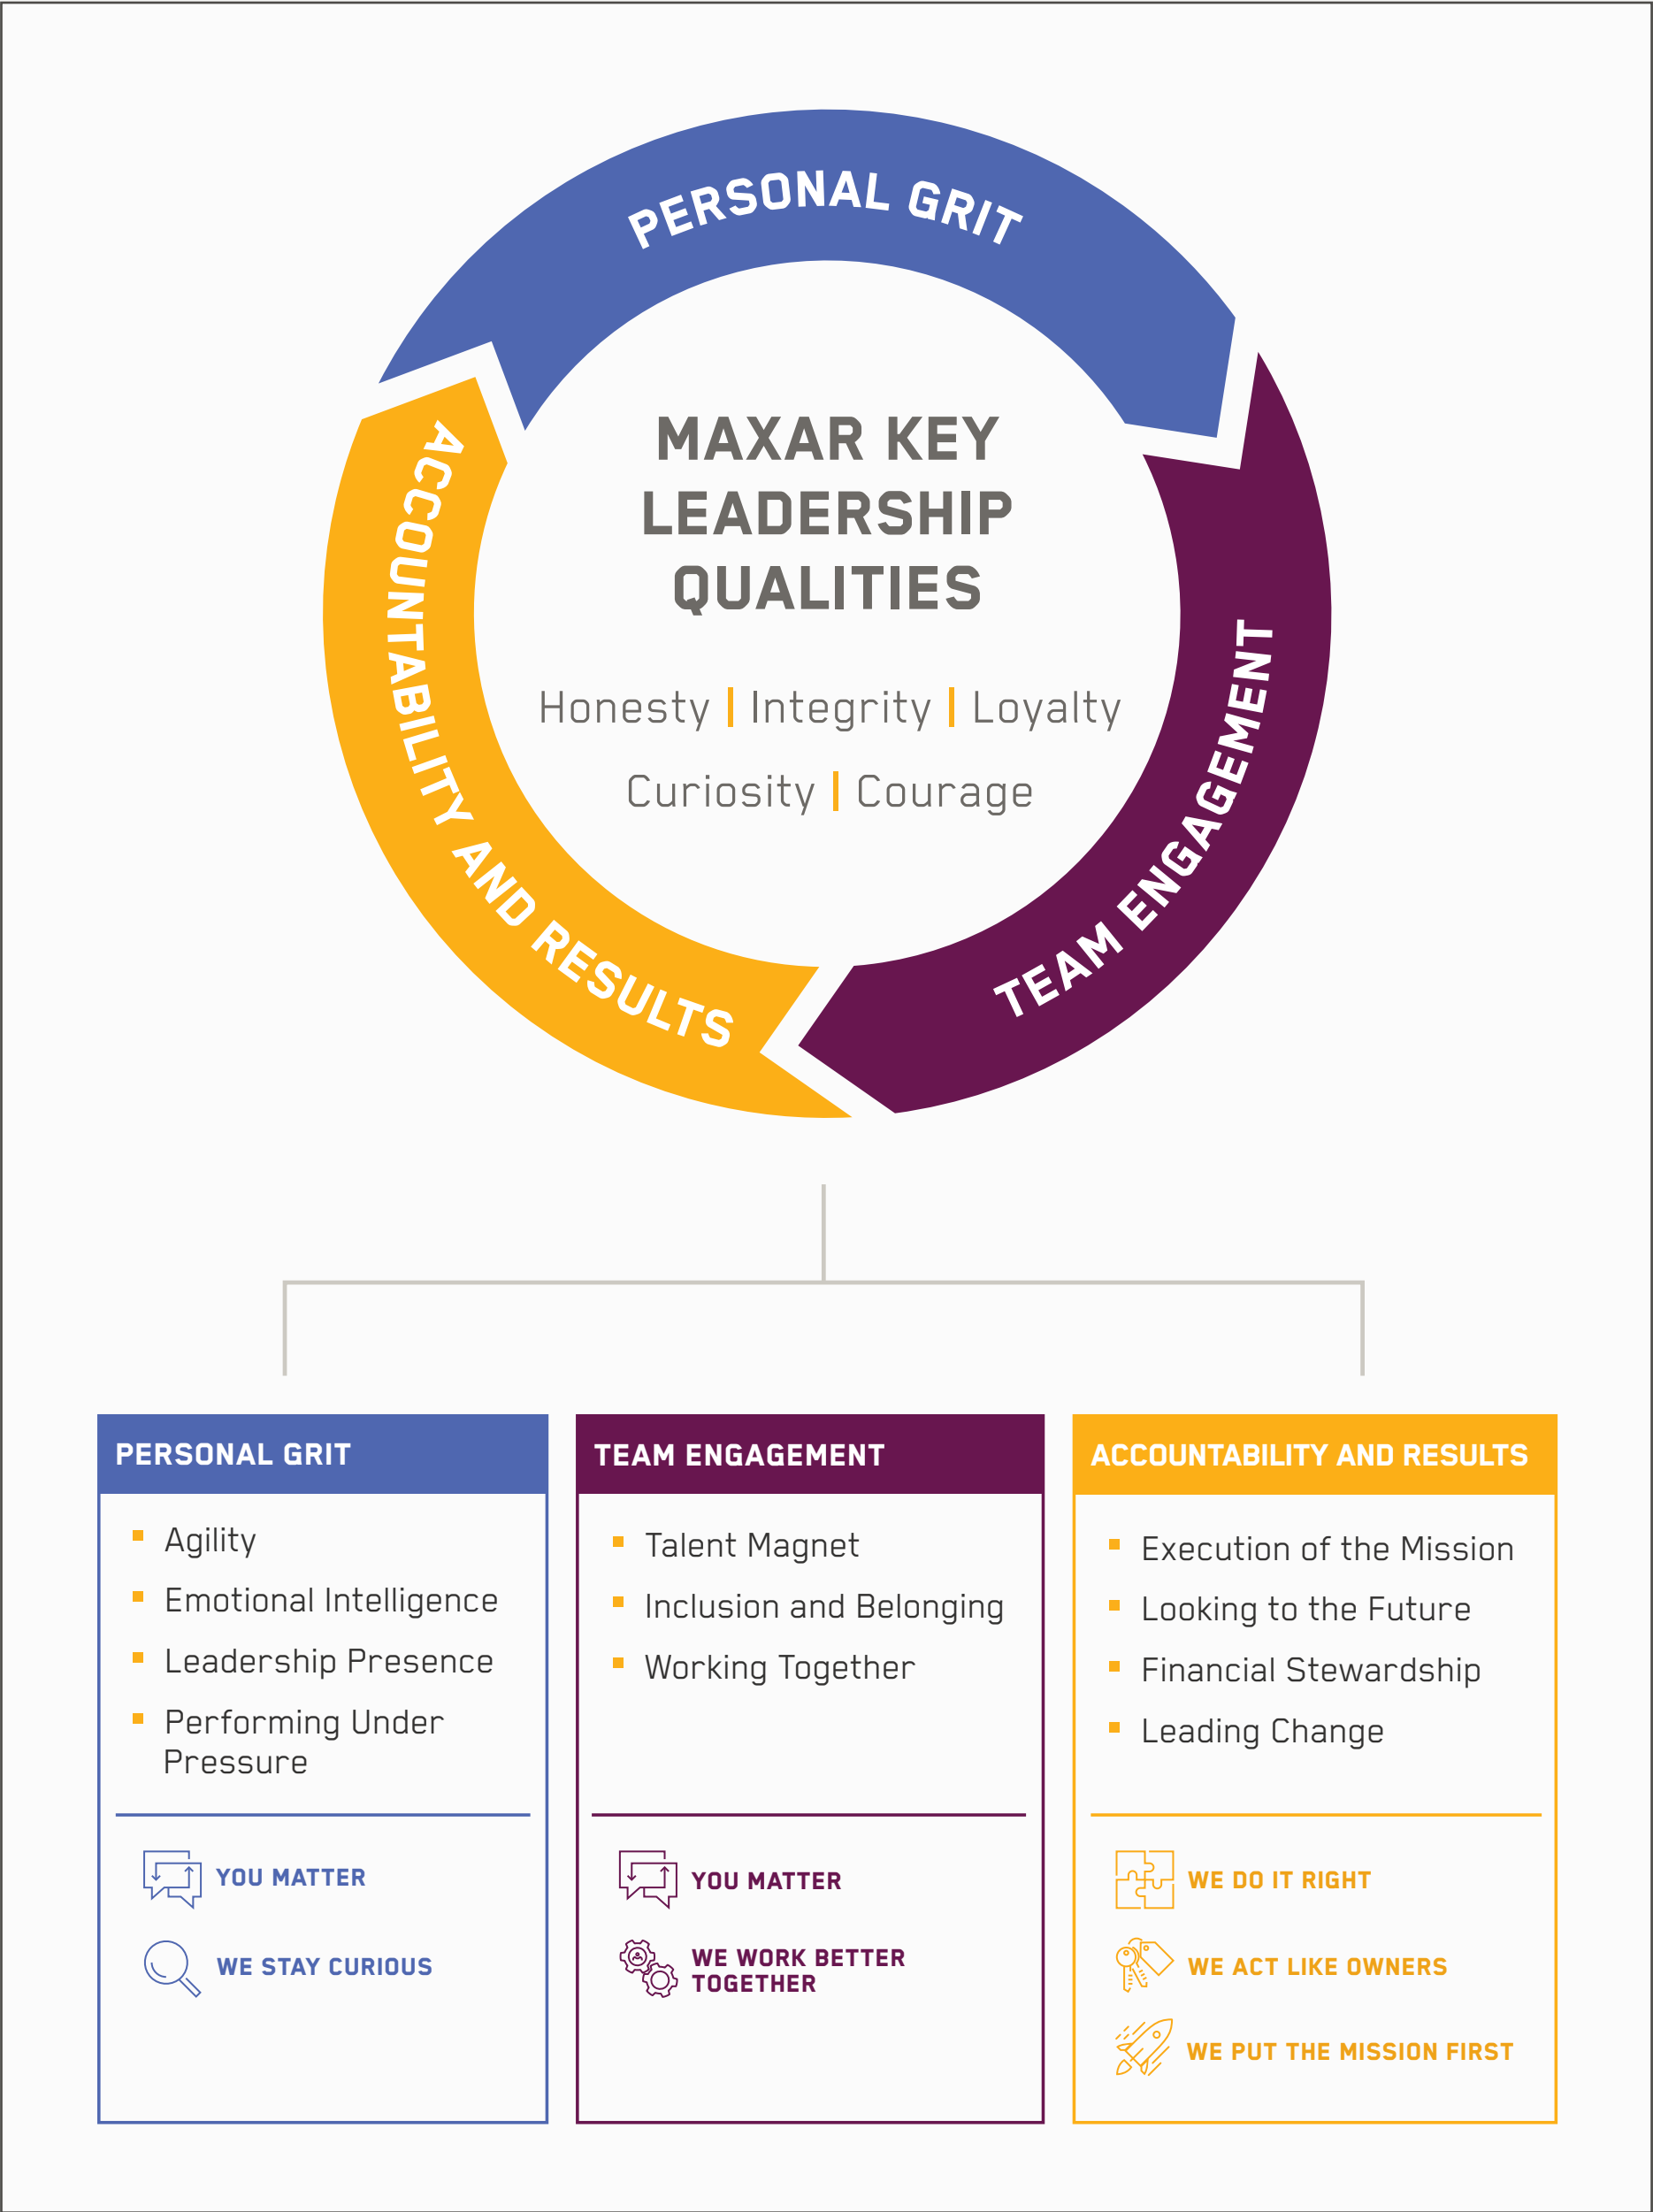 PERSONAL GRIT
TEAM ENGAGEMENT
ACCOUNTABILITY AND RESULTS
MAXAR KEY
LEADERSHIP
QUALITIES
Honesty | Integrity | Loyalty
Curiosity | Courage
PERSONAL GRIT
Agility
Emotional Intelligence
Leadership Presence
Performing Under
Pressure
YOU MATTER
WE STAY CURIOUS
TEAM ENGAGEMENT
Talent Magnet
Inclusion and Belonging
Working Together
YOU MATTER
WE WORK BETTER
TOGETHER
ACCOUNTABILITY AND RESULTS
Execution of the Mission
Looking to the Future
Financial Stewardship
Leading Change
WE DO IT RIGHT
WE ACT LIKE OWNERS
WE PUT THE MISSION FIRST